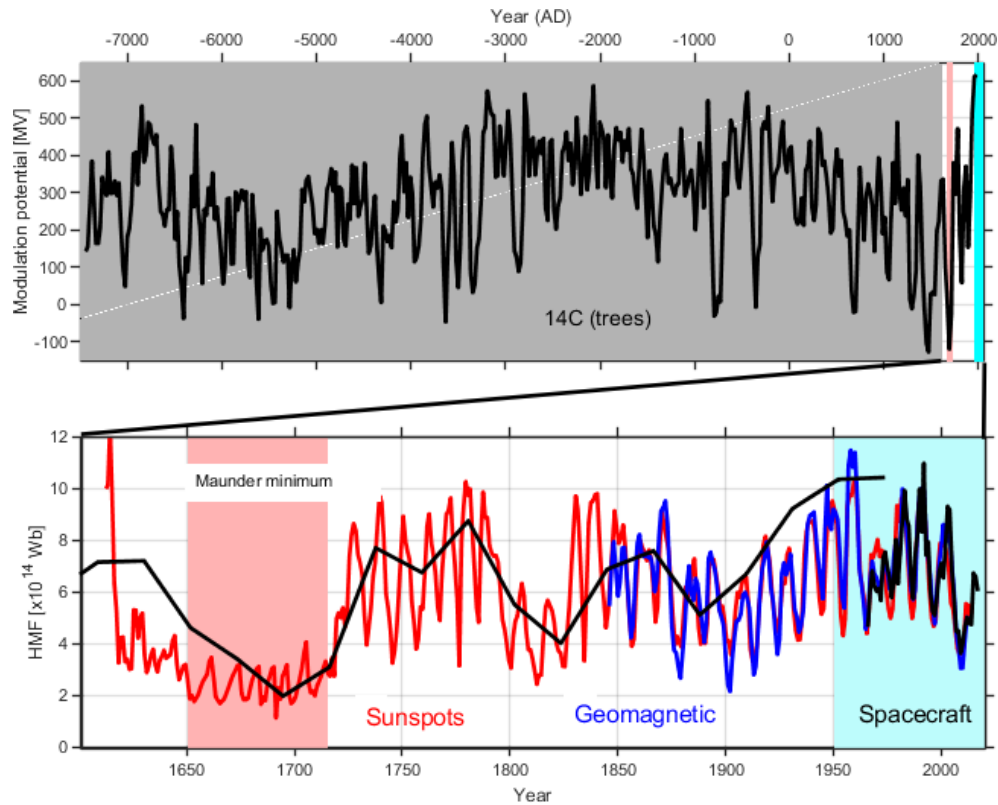 Year (AD)
-7000 -6000 -5000 -4000 -3000 -2000 -1000 0 1000 2000
Modulation potential [MV]
600
500
400
300
200
100
0
-100
14C (trees)
HMF [x10^14 Wb]
12
10
8
6
4
2
0
Maunder minimum
Sunspots Geomagnetic Spacecraft
1650 1700 1750 1800 1850 1900 1950 2000
Year